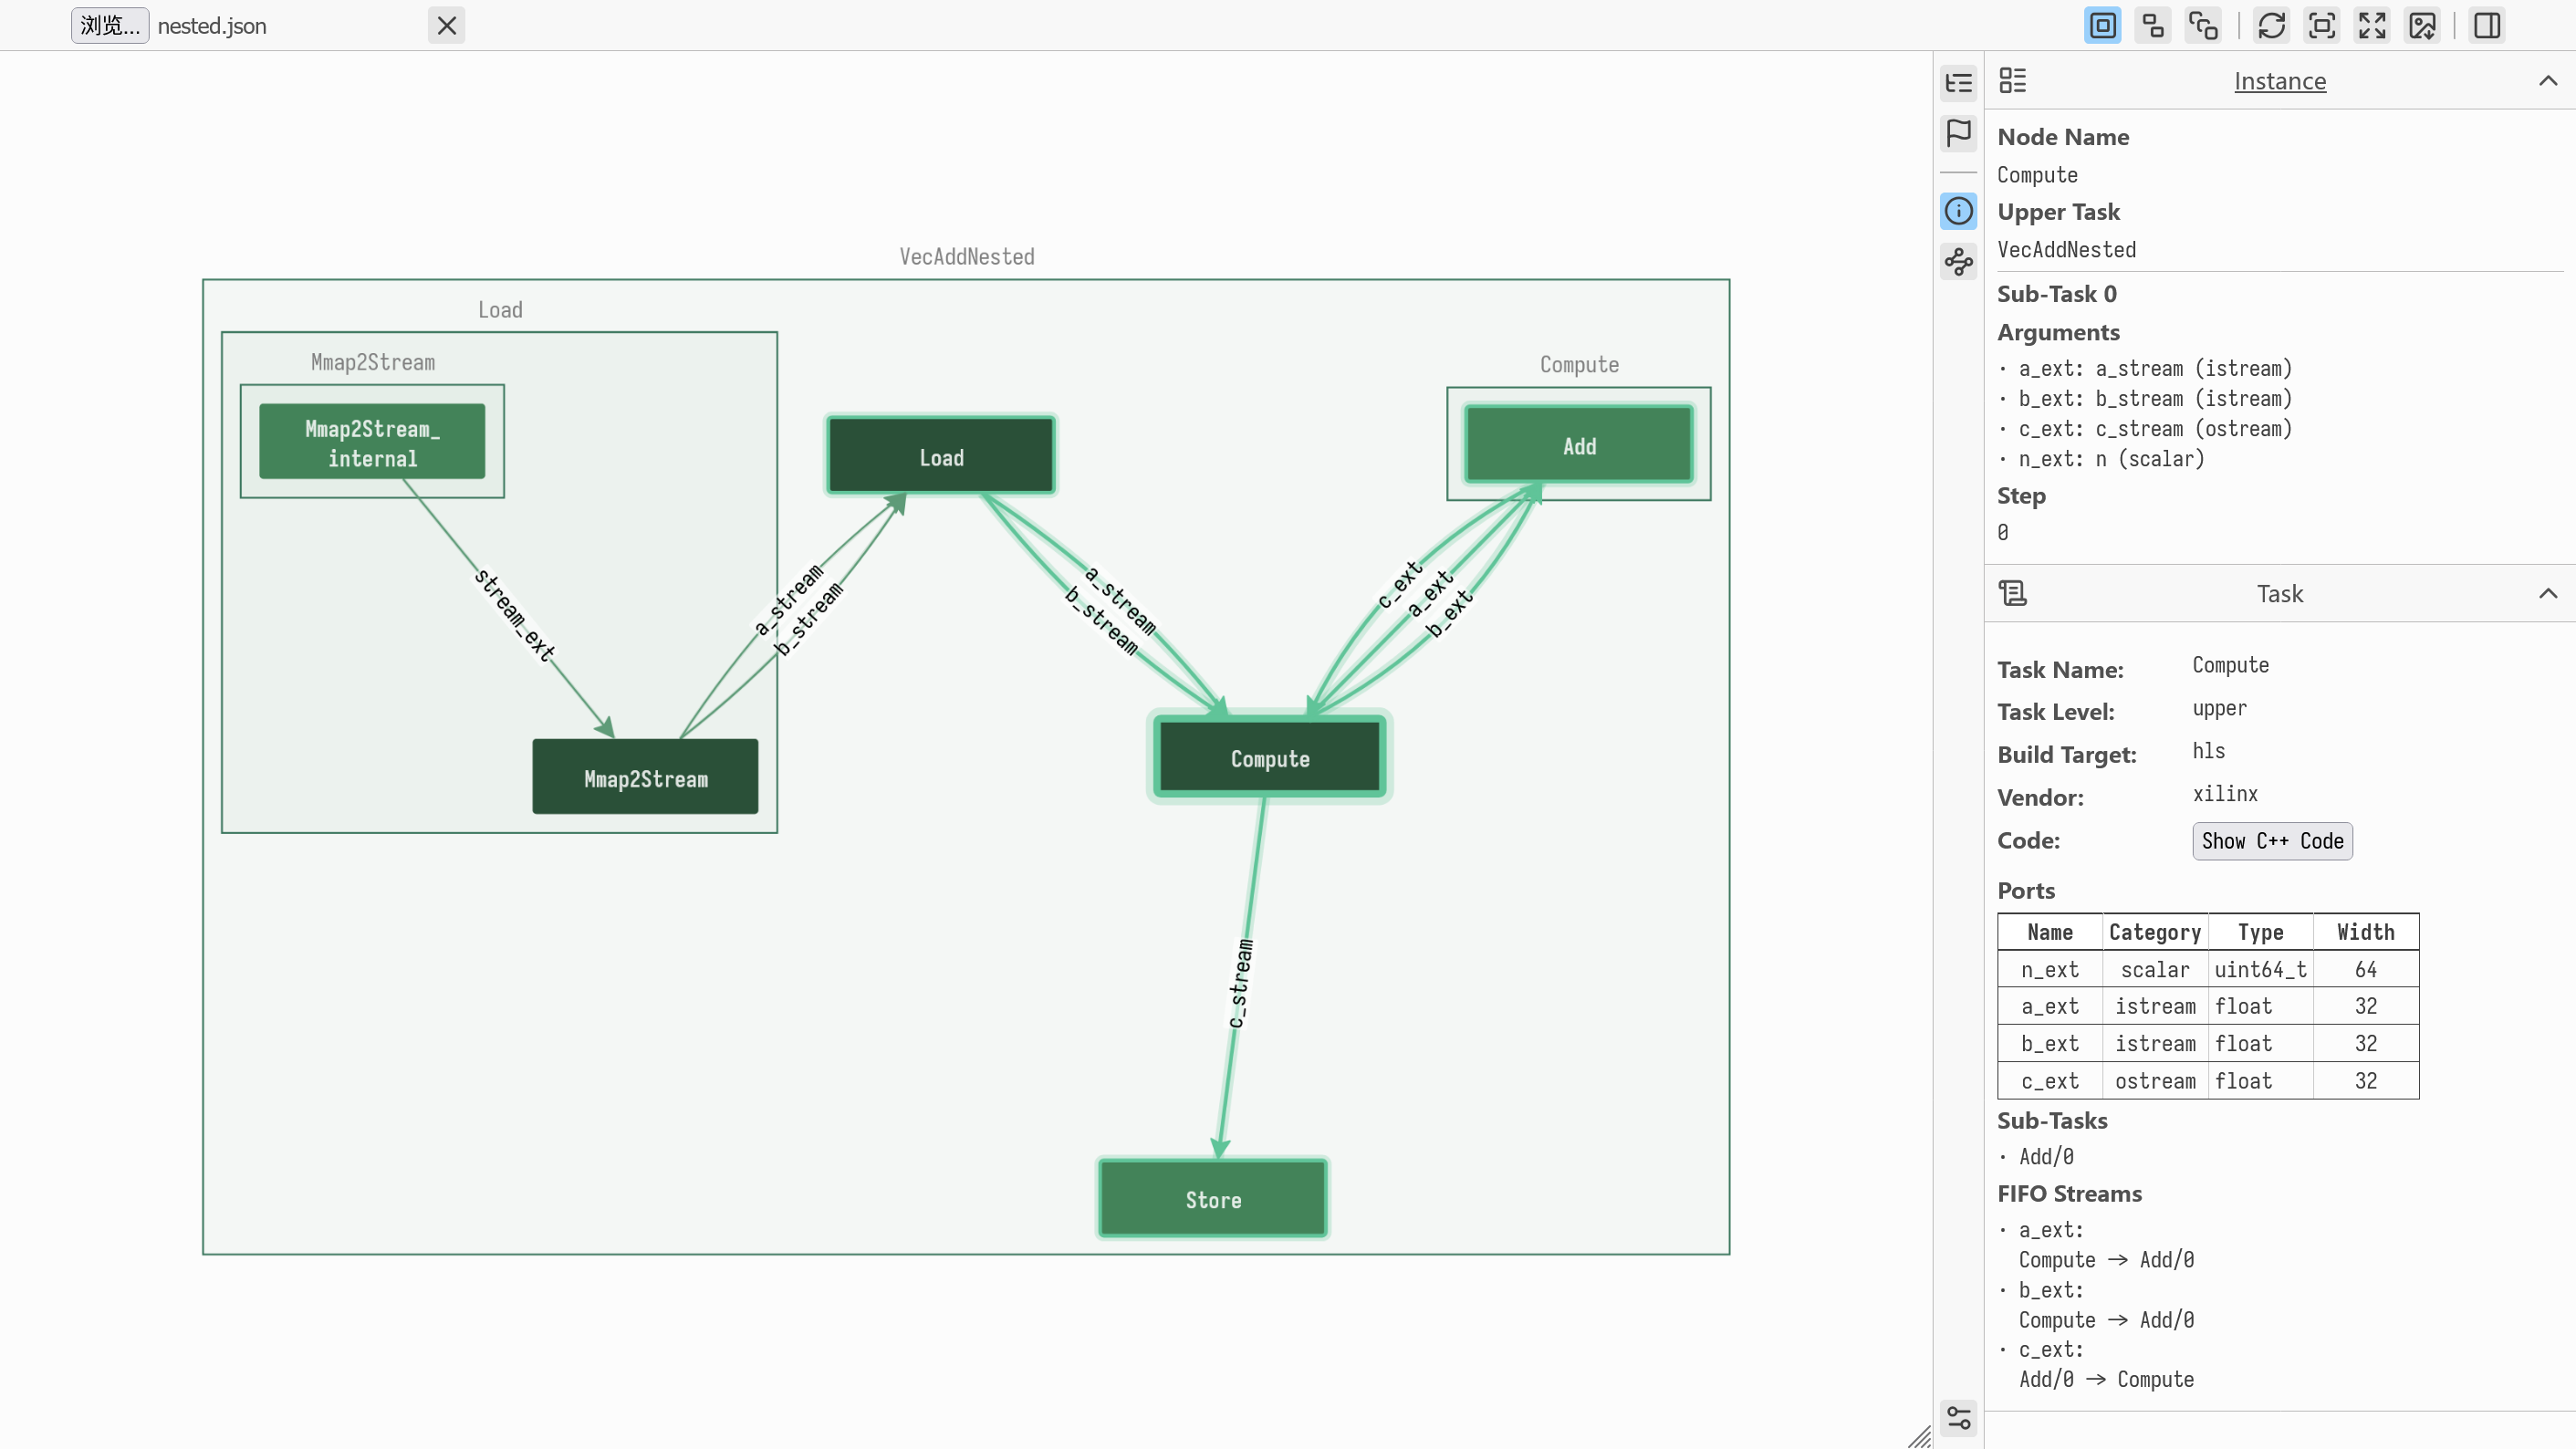 浏览... nested.json
VecAddNested
Load
Mmap2Stream
Mmap2Stream_
internal
stream_ext
Mmap2Stream
a_stream
b_stream
Load
a_stream
b_stream
Compute
Add
c_ext
a_ext
b_ext
Compute
c_stream
Store
Instance
Node Name
Compute
Upper Task
VecAddNested
Sub-Task 0
Arguments
· a_ext: a_stream (istream)
· b_ext: b_stream (istream)
· c_ext: c_stream (ostream)
· n_ext: n (scalar)
Step
0
Task
Task Name: Compute
Task Level: upper
Build Target: hls
Vendor: xilinx
Code: Show C++ Code
Ports
Name Category Type Width
n_ext scalar uint64_t 64
a_ext istream float 32
b_ext istream float 32
c_ext ostream float 32
Sub-Tasks
· Add/0
FIFO Streams
· a_ext:
Compute → Add/0
· b_ext:
Compute → Add/0
· c_ext:
Add/0 → Compute